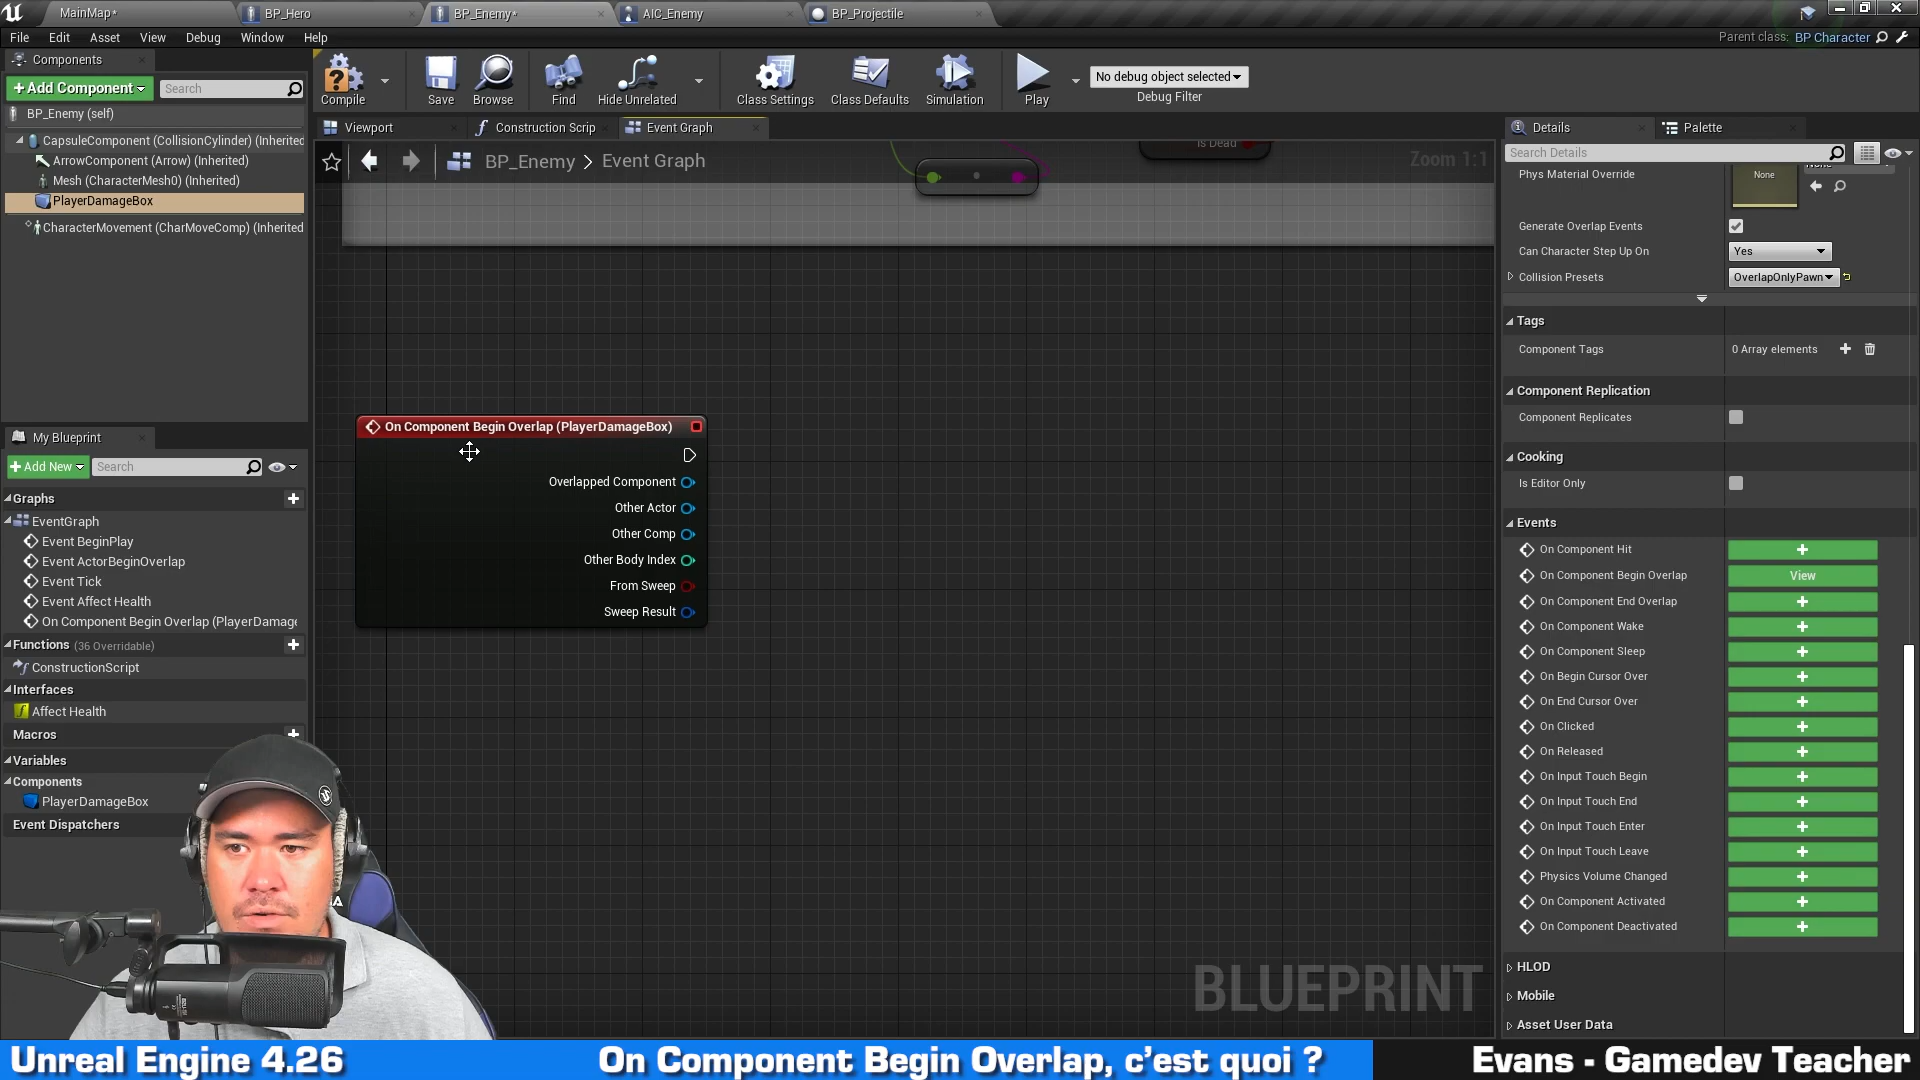 MainMap*
BP_Hero
BP_Enemy*
AIC_Enemy
BP_Projectile
File Edit Asset View Debug Window Help
Parent class: BP Character
Components
+Add Component
Search
BP_Enemy (self)
CapsuleComponent (CollisionCylinder) (Inherited
ArrowComponent (Arrow) (Inherited)
Mesh (CharacterMesh0) (Inherited)
PlayerDamageBox
CharacterMovement (CharMoveComp) (Inherited
Compile
Save
Browse
Find
Hide Unrelated
Class Settings
Class Defaults
Simulation
Play
No debug object selected
Debug Filter
Viewport
Construction Scrip
Event Graph
BP_Enemy > Event Graph
Zoom 1:1
Is Dead
On Component Begin Overlap (PlayerDamageBox)
Overlapped Component
Other Actor
Other Comp
Other Body Index
From Sweep
Sweep Result
BLUEPRINT
My Blueprint
+Add New
Search
Graphs
EventGraph
Event BeginPlay
Event ActorBeginOverlap
Event Tick
Event Affect Health
On Component Begin Overlap (PlayerDamage
Functions (36 Overridable)
ConstructionScript
Interfaces
Affect Health
Macros
Variables
Components
PlayerDamageBox
Event Dispatchers
Details
Palette
Search Details
Phys Material Override
None
Generate Overlap Events
Can Character Step Up On
Yes
Collision Presets
OverlapOnlyPawn
Tags
Component Tags
0 Array elements
Component Replication
Component Replicates
Cooking
Is Editor Only
Events
On Component Hit
On Component Begin Overlap
View
On Component End Overlap
On Component Wake
On Component Sleep
On Begin Cursor Over
On End Cursor Over
On Clicked
On Released
On Input Touch Begin
On Input Touch End
On Input Touch Enter
On Input Touch Leave
Physics Volume Changed
On Component Activated
On Component Deactivated
HLOD
Mobile
Asset User Data
Unreal Engine 4.26
On Component Begin Overlap, c'est quoi ?
Evans - Gamedev Teacher